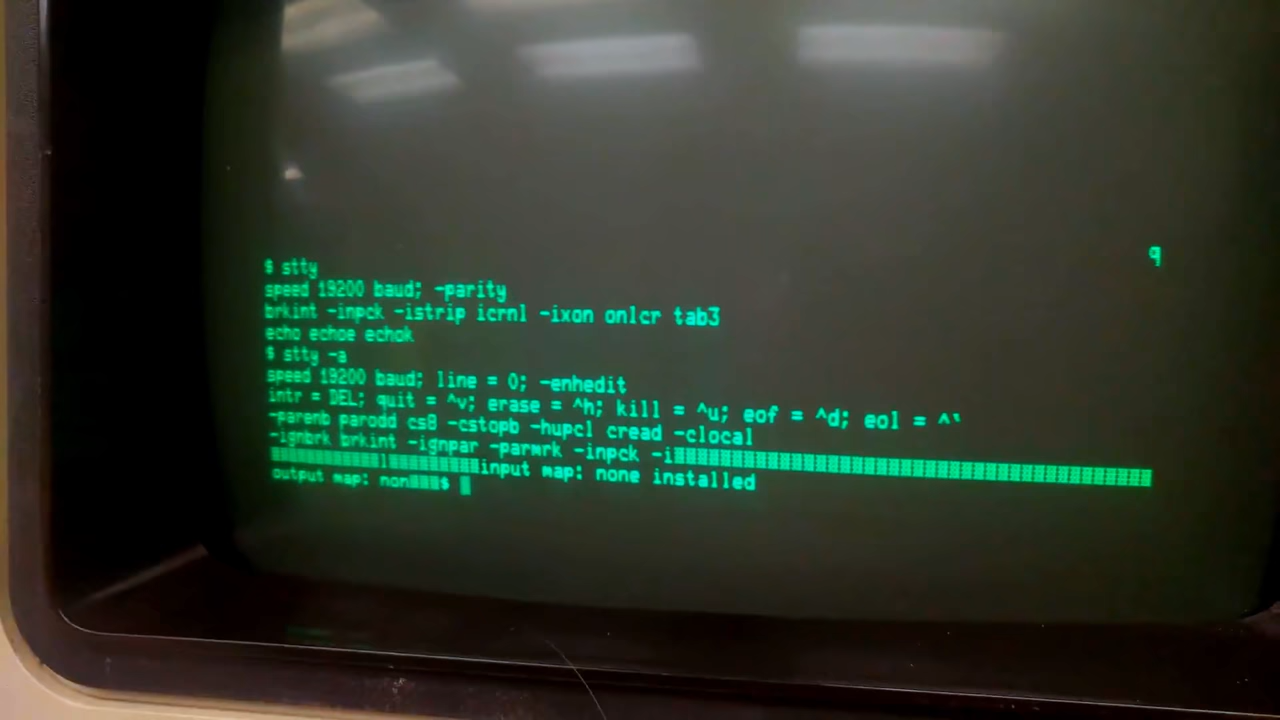 q
$ stty
speed 19200 baud; -parity
brkint -inpck -istrip icrnl -ixon onlcr tab3
echo echoe echok
$ stty -a
speed 19200 baud; line = 0; -enhedit
intr = DEL; quit = ^v; erase = ^h; kill = ^u; eof = ^d; eol = ^`
-parenb parodd cs8 -cstopb -hupcl cread -clocal
-ignbrk brkint -ignpar -parmrk -inpck -i▒▒▒▒▒▒▒▒▒▒▒▒▒▒▒▒▒▒▒▒▒▒▒▒▒▒▒▒▒▒▒▒▒▒▒▒▒▒▒▒
▒▒▒▒▒▒▒▒▒▒l▒▒▒▒▒▒▒▒input map: none installed
output map: non▒▒▒$